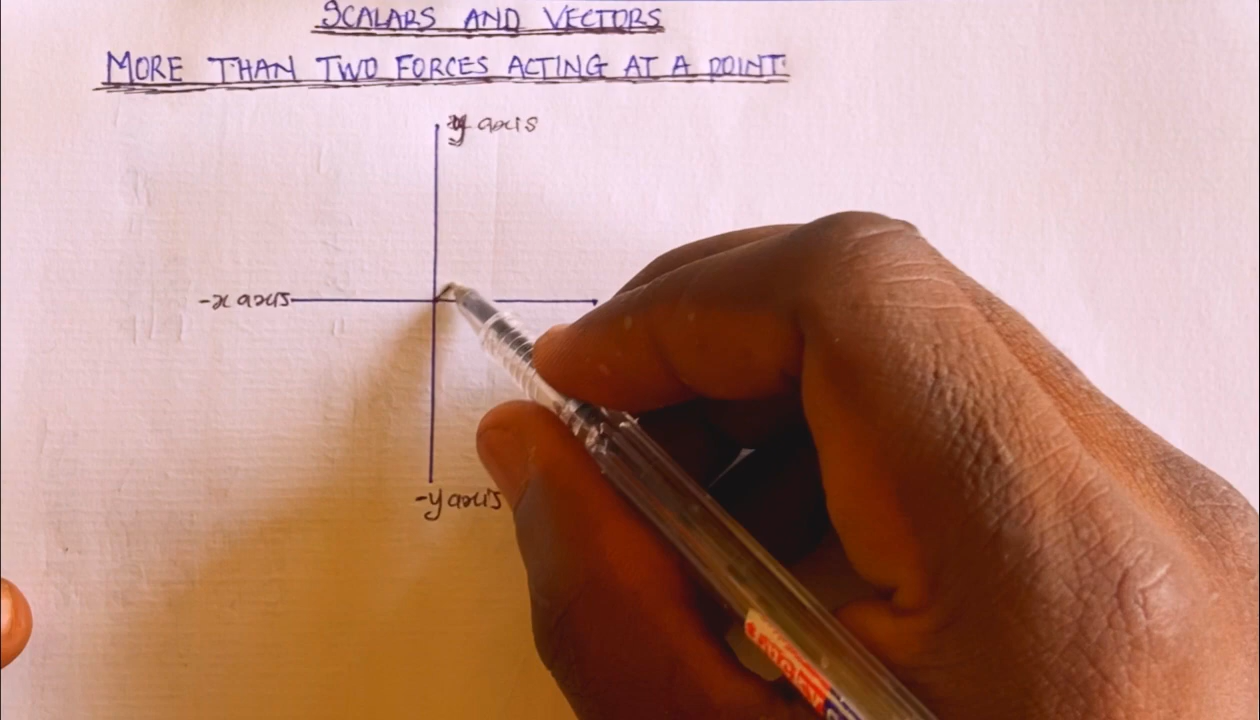 SCALARS AND VECTORS
MORE THAN TWO FORCES ACTING AT A POINT
y axis
-x axis
-y axis